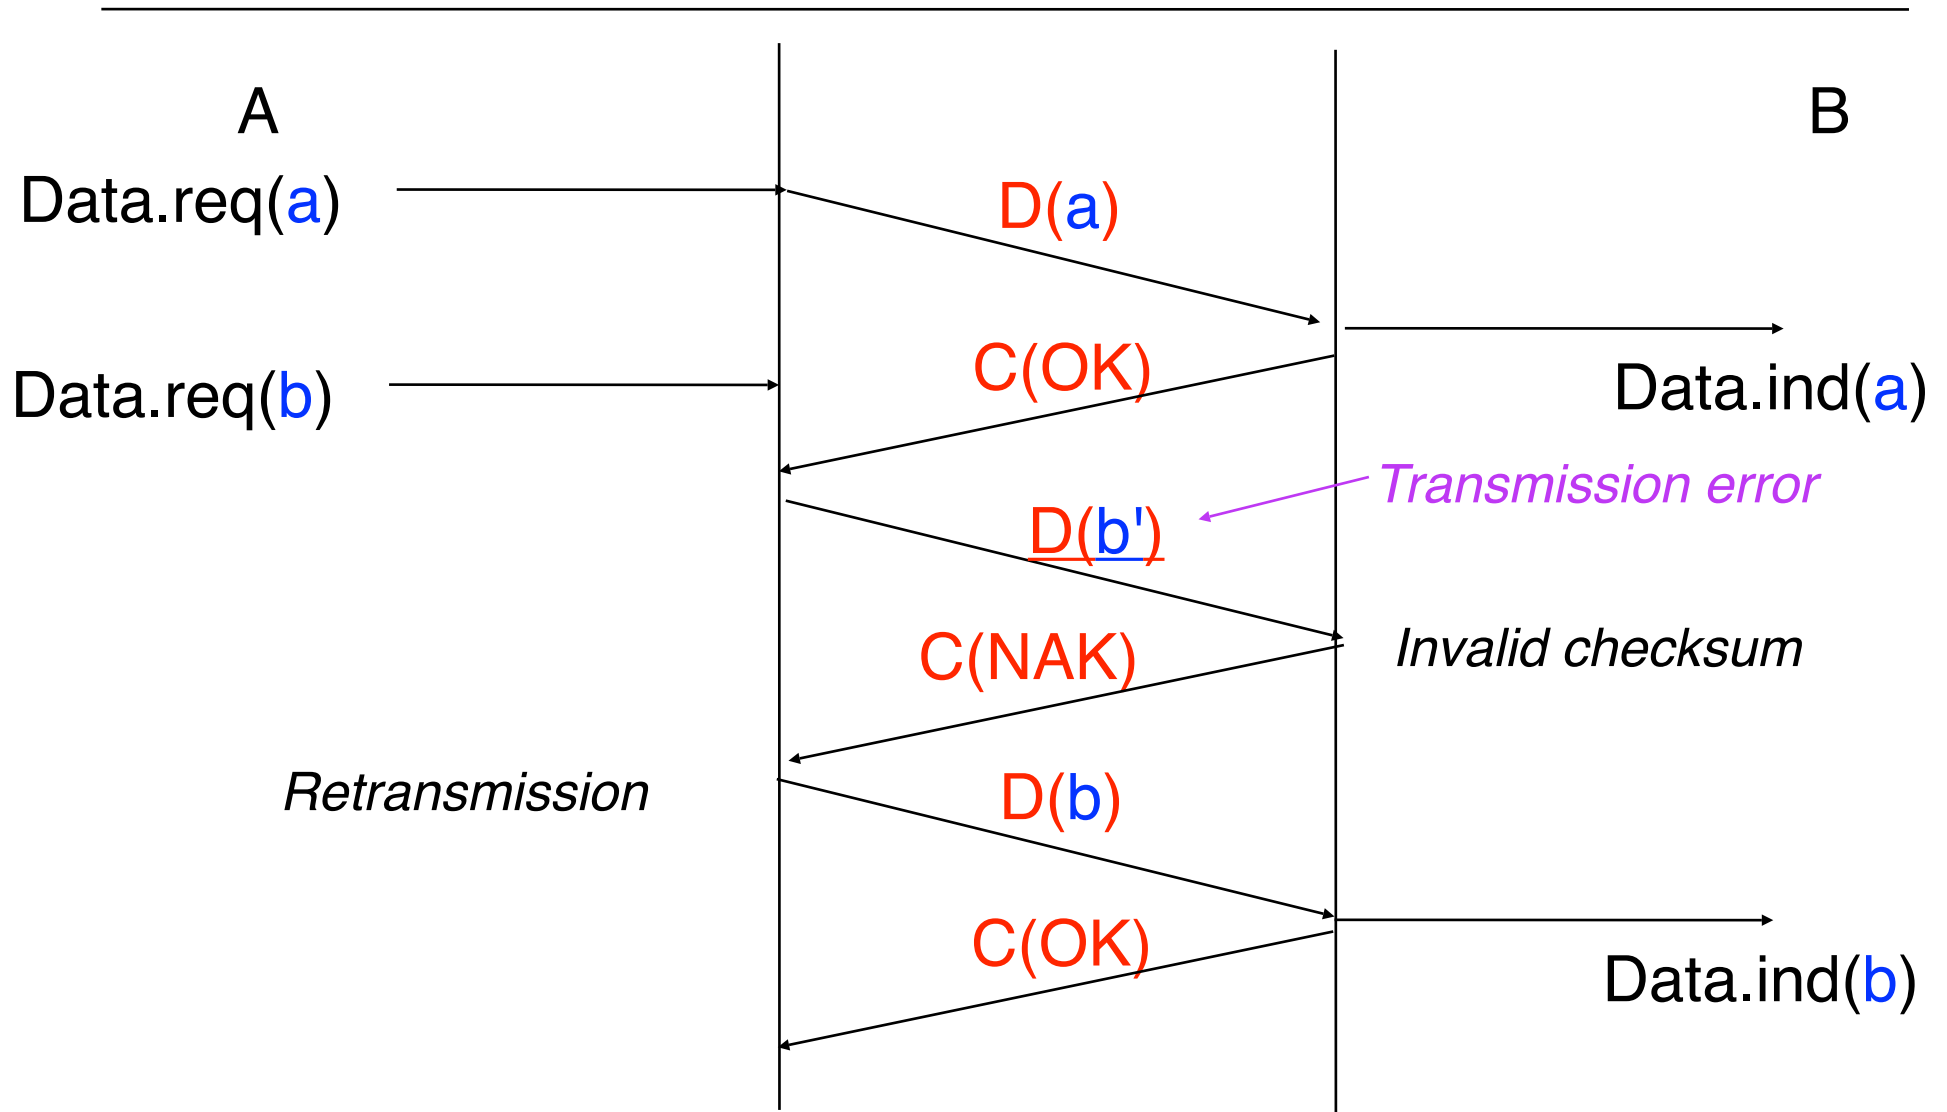 A
B
Data.req(a)
D(a)
C(OK)
Data.req(b)
Data.ind(a)
Transmission error
D(b')
C(NAK)
Invalid checksum
Retransmission
D(b)
C(OK)
Data.ind(b)